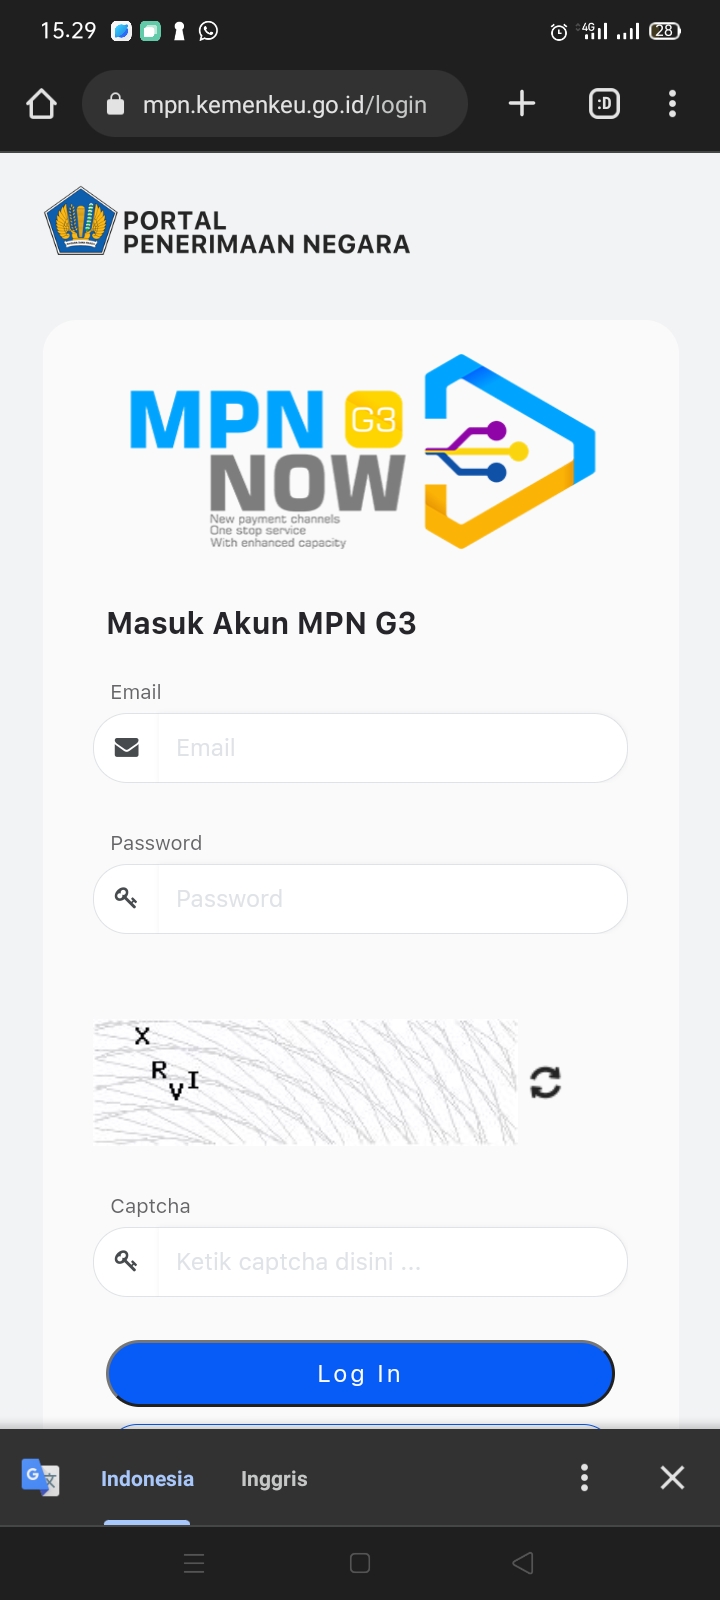 15.29
4G
28
mpn.kemenkeu.go.id/login
:D
PORTAL
PENERIMAAN NEGARA
MPN G3
NOW
New payment channels
One stop service
With enhanced capacity
Masuk Akun MPN G3
Email
Email
Password
Password
X
R
V I
Captcha
Ketik captcha disini ...
Log In
G 文
Indonesia
Inggris